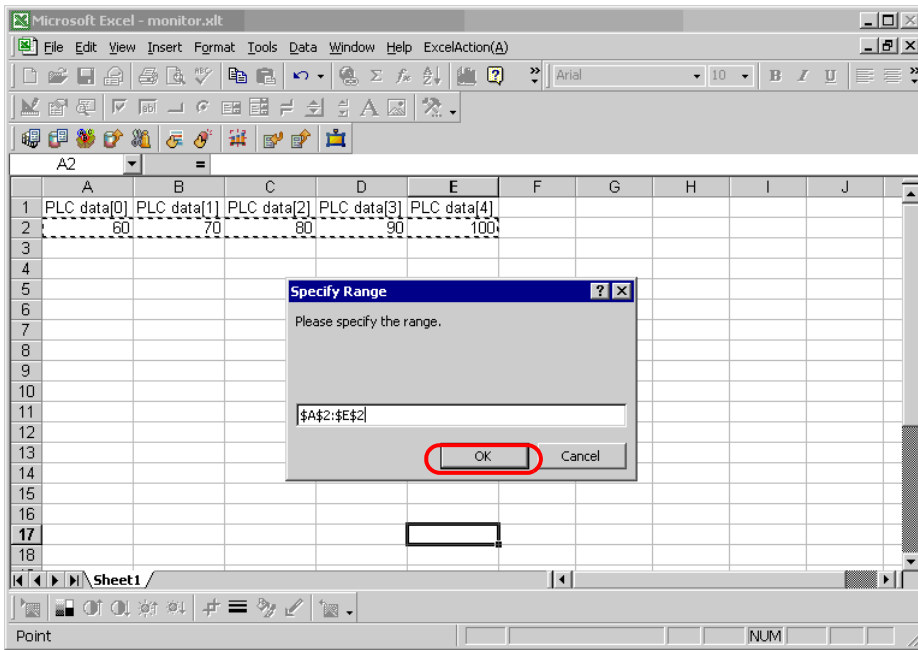 Microsoft Excel - monitor.xlt
File Edit View Insert Format Tools Data Window Help ExcelAction(A)
ABC Σ fx A Z Arial 10 B I U
ab A
A2 =
A B C D E F G H I J
1 PLC data[0] PLC data[1] PLC data[2] PLC data[3] PLC data[4]
2 60 70 80 90 100
3
4
5
6
7
8
9
10
11
12
13
14
15
16
17
18
Specify Range
Please specify the range.
$A$2:$E$2
OK Cancel
Sheet1
Point NUM